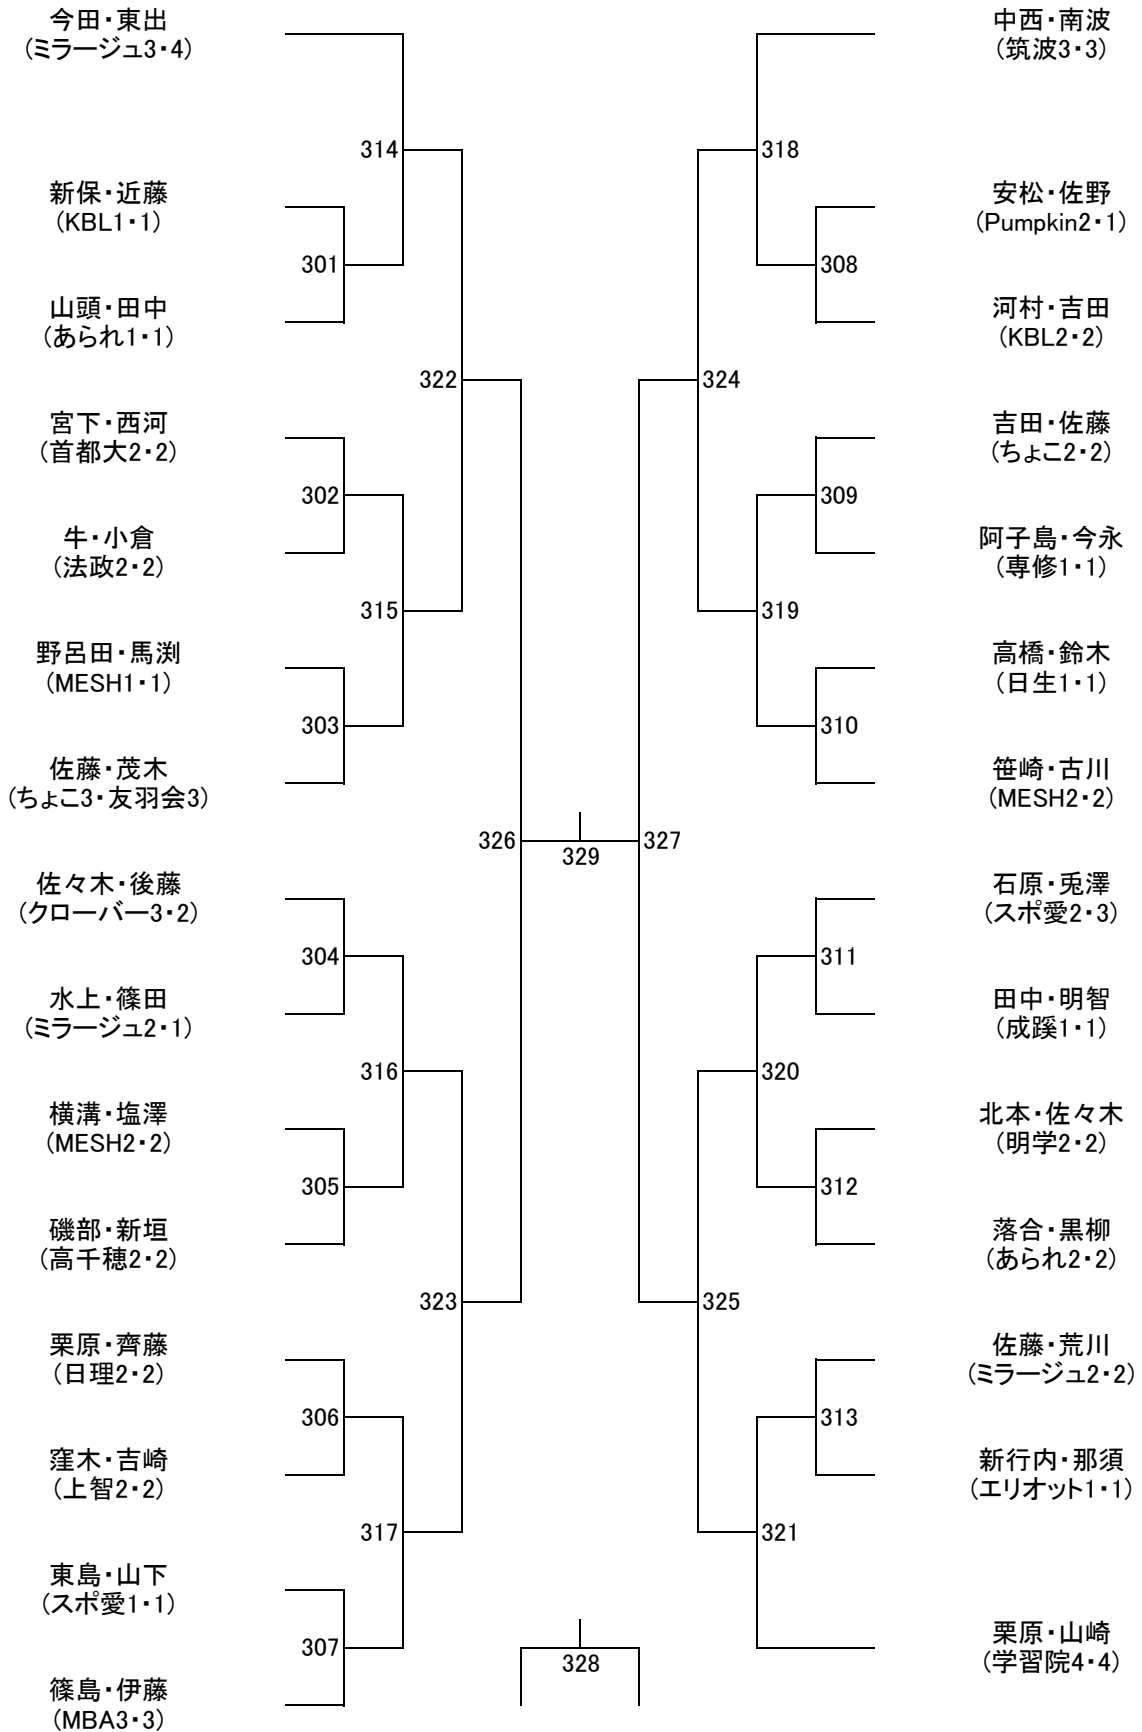 今田・東出
(ミラージュ3・4)
314
新保・近藤
(KBL1・1)
301
山頭・田中
(あられ1・1)
322
宮下・西河
(首都大2・2)
302
牛・小倉
(法政2・2)
315
野呂田・馬渕
(MESH1・1)
303
佐藤・茂木
(ちょこ3・友羽会3)
326
佐々木・後藤
(クローバー3・2)
304
水上・篠田
(ミラージュ2・1)
316
横溝・塩澤
(MESH2・2)
305
磯部・新垣
(高千穂2・2)
323
栗原・齊藤
(日理2・2)
306
窪木・吉崎
(上智2・2)
317
東島・山下
(スポ愛1・1)
307
篠島・伊藤
(MBA3・3)
329
328
中西・南波
(筑波3・3)
318
安松・佐野
(Pumpkin2・1)
308
河村・吉田
(KBL2・2)
324
吉田・佐藤
(ちょこ2・2)
309
阿子島・今永
(専修1・1)
319
高橋・鈴木
(日生1・1)
310
笹崎・古川
(MESH2・2)
327
石原・兎澤
(スポ愛2・3)
311
田中・明智
(成蹊1・1)
320
北本・佐々木
(明学2・2)
312
落合・黒柳
(あられ2・2)
325
佐藤・荒川
(ミラージュ2・2)
313
新行内・那須
(エリオット1・1)
321
栗原・山崎
(学習院4・4)